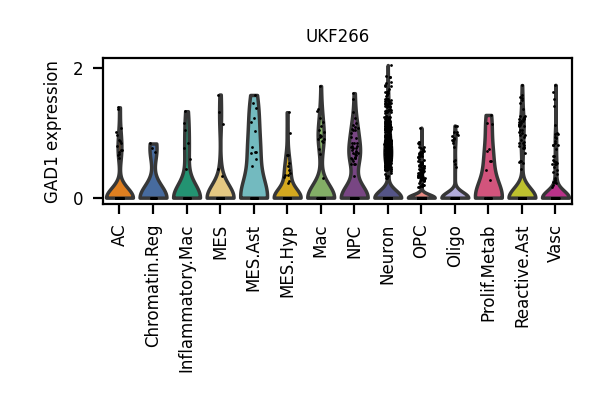 UKF266
GAD1 expression
2
0
AC
Chromatin.Reg
Inflammatory.Mac
MES
MES.Ast
MES.Hyp
Mac
NPC
Neuron
OPC
Oligo
Prolif.Metab
Reactive.Ast
Vasc